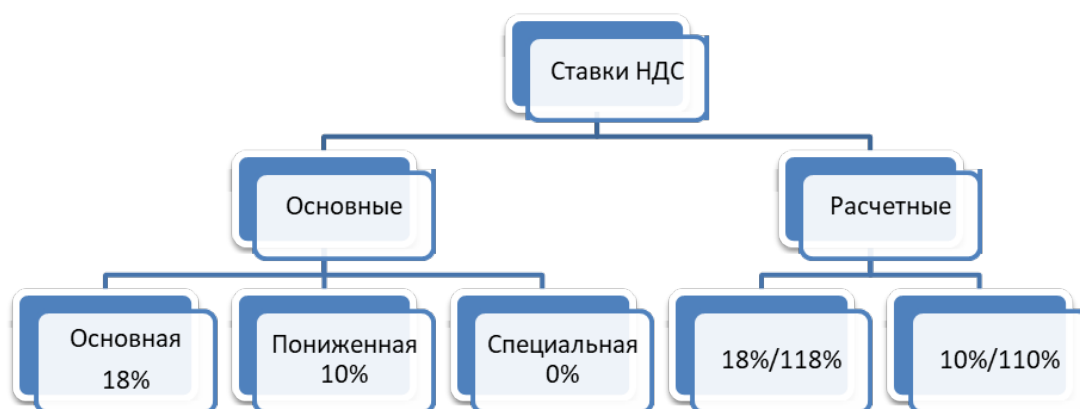 Ставки НДС
Основные
Расчетные
Основная
18%
Пониженная
10%
Специальная
0%
18%/118%
10%/110%